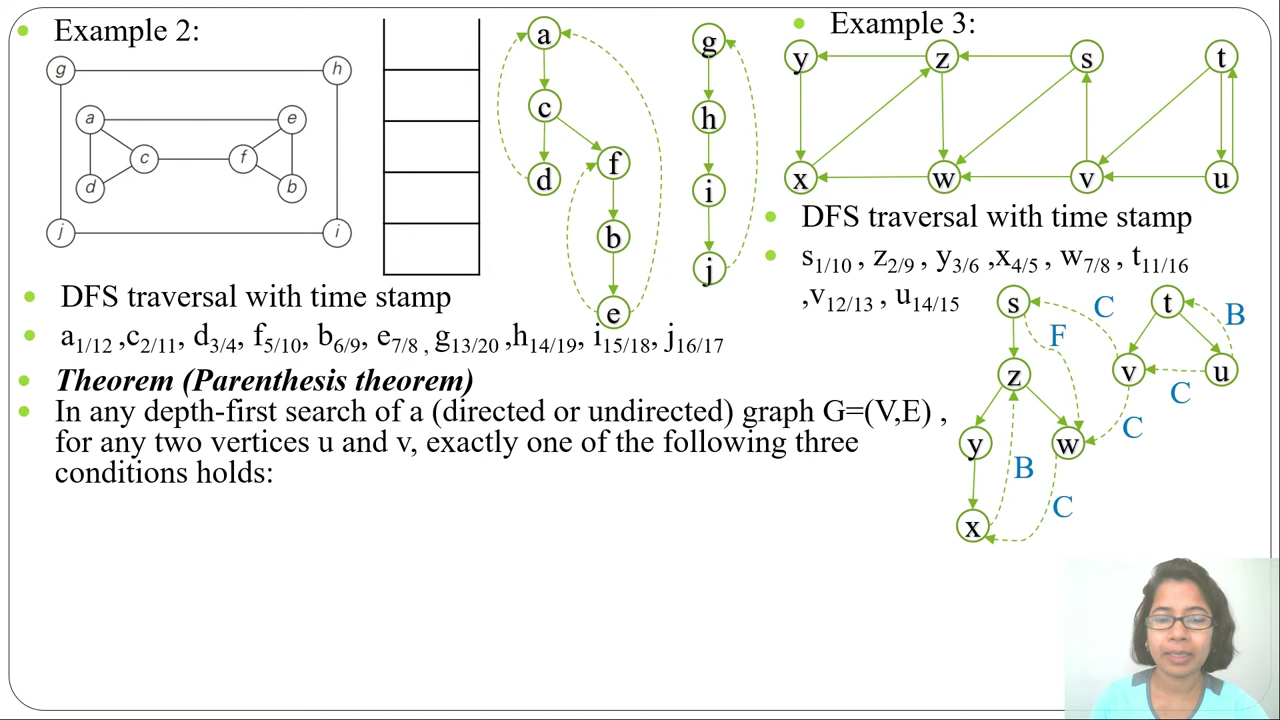 Example 2:
g h
a e
c f
d b
j i
a
c
f
d
b
e
g
h
i
j
DFS traversal with time stamp
a1/12 ,c2/11, d3/4, f5/10, b6/9, e7/8 , g13/20 ,h14/19, i15/18, j16/17
Theorem (Parenthesis theorem)
In any depth-first search of a (directed or undirected) graph G=(V,E) ,
for any two vertices u and v, exactly one of the following three
conditions holds:
Example 3:
y z s t
x w v u
DFS traversal with time stamp
s1/10 , z2/9 , y3/6 ,x4/5 , w7/8 , t11/16
,v12/13 , u14/15
s C t B
F
z v u
C
y w C
B
C
x